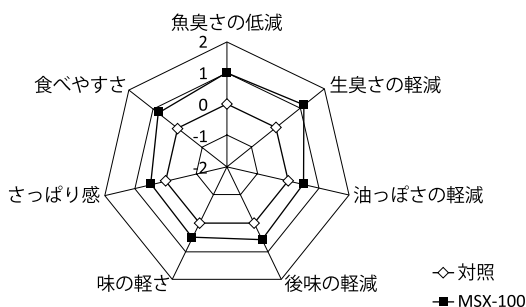 魚臭さの低減
2
1
0
-1
-2
生臭さの軽減
油っぽさの軽減
後味の軽減
味の軽さ
さっぱり感
食べやすさ
対照
MSX-100